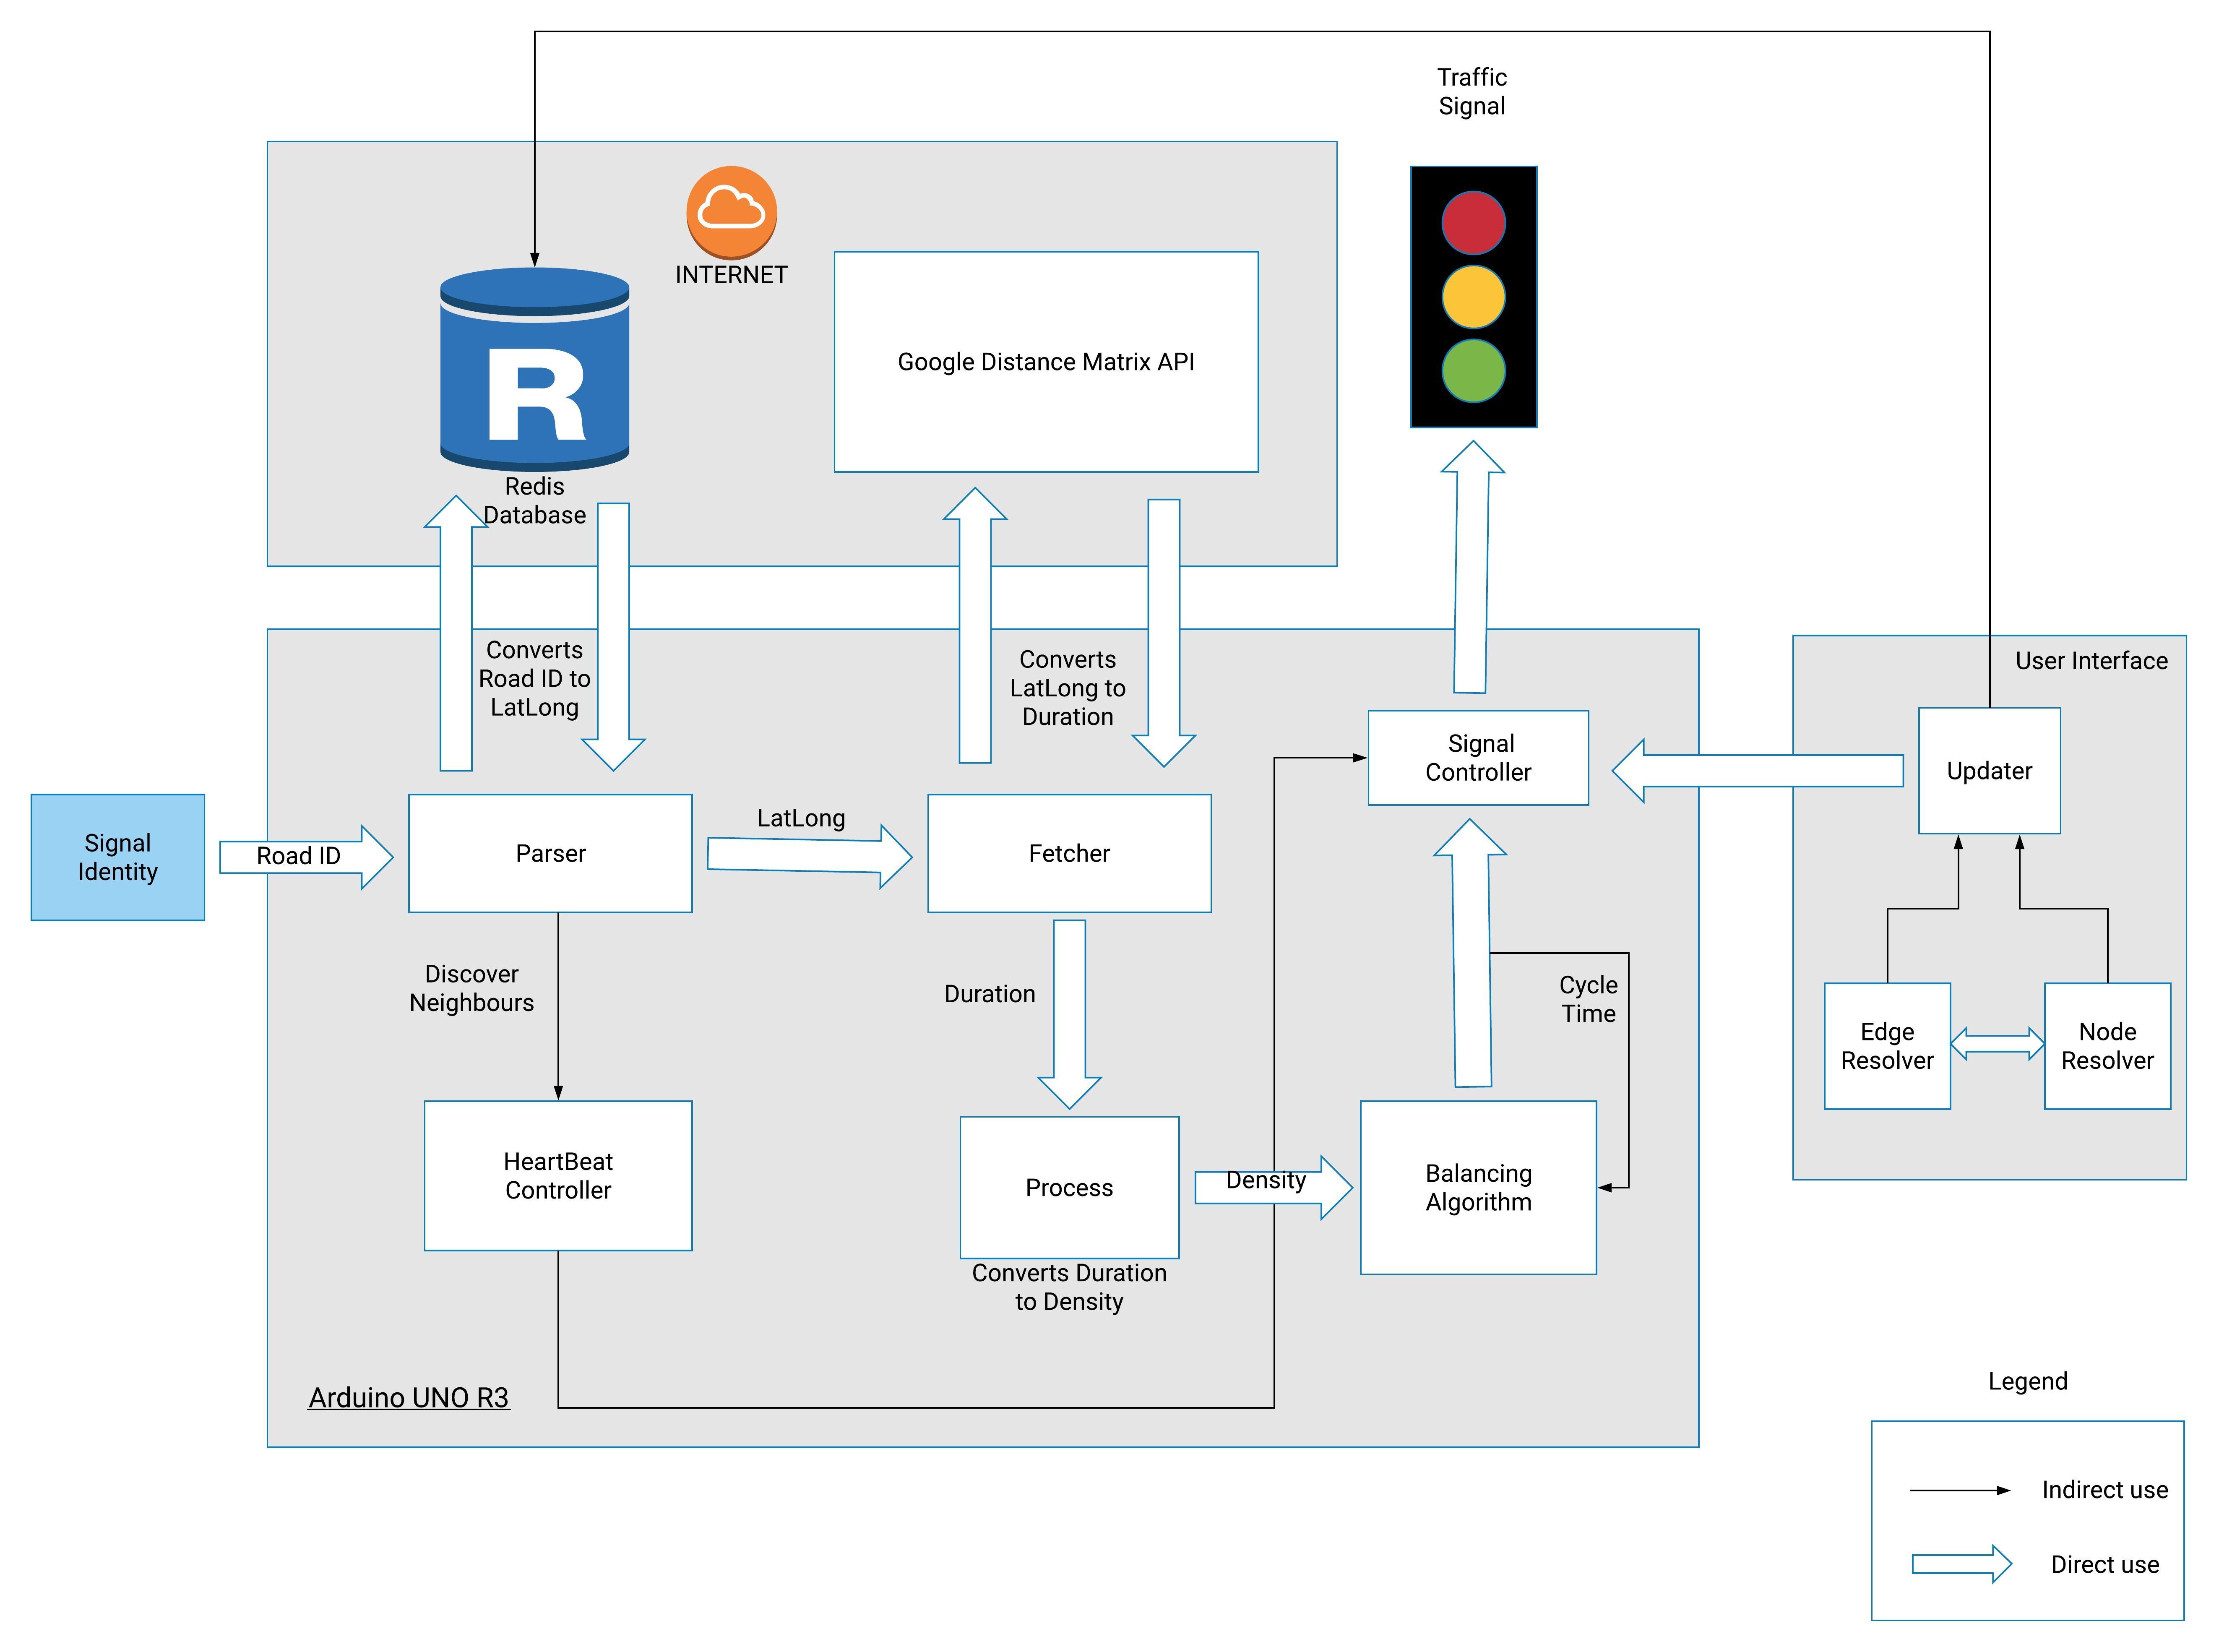 Traffic
Signal
INTERNET
Google Distance Matrix API
R
Redis
Database
Converts
Road ID to
LatLong
Converts
LatLong to
Duration
User Interface
Signal
Controller
Updater
Signal
Identity
Road ID
Parser
LatLong
Fetcher
Discover
Neighbours
Duration
Cycle
Time
Edge
Resolver
Node
Resolver
HeartBeat
Controller
Process
Density
Balancing
Algorithm
Converts Duration
to Density
Arduino UNO R3
Legend
Indirect use
Direct use